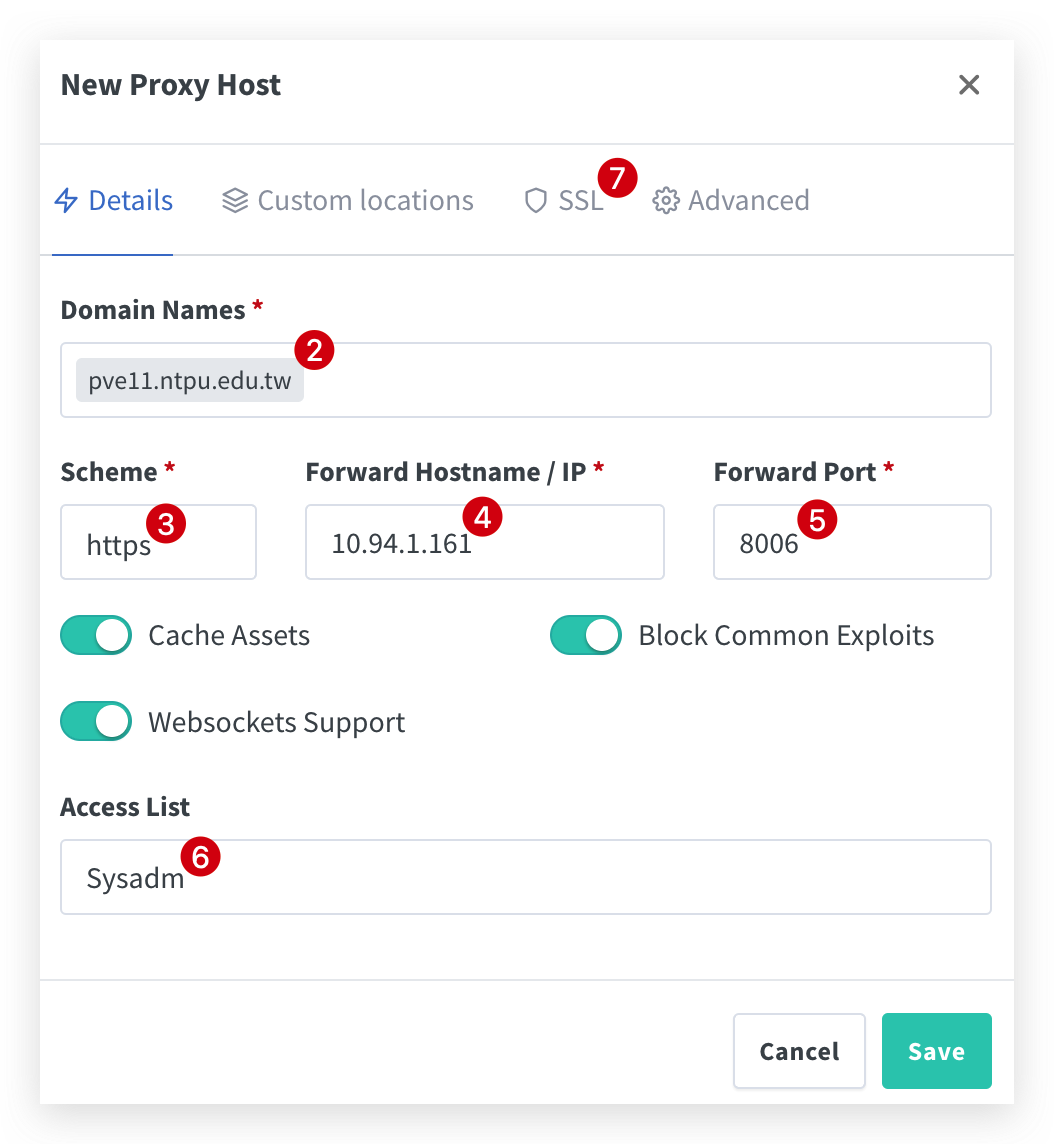 New Proxy Host
Details Custom locations SSL 7 Advanced
Domain Names *
pve11.ntpu.edu.tw 2
Scheme * Forward Hostname / IP * Forward Port *
https 3 10.94.1.161 4 8006 5
Cache Assets Block Common Exploits
Websockets Support
Access List
Sysadm 6
Cancel Save